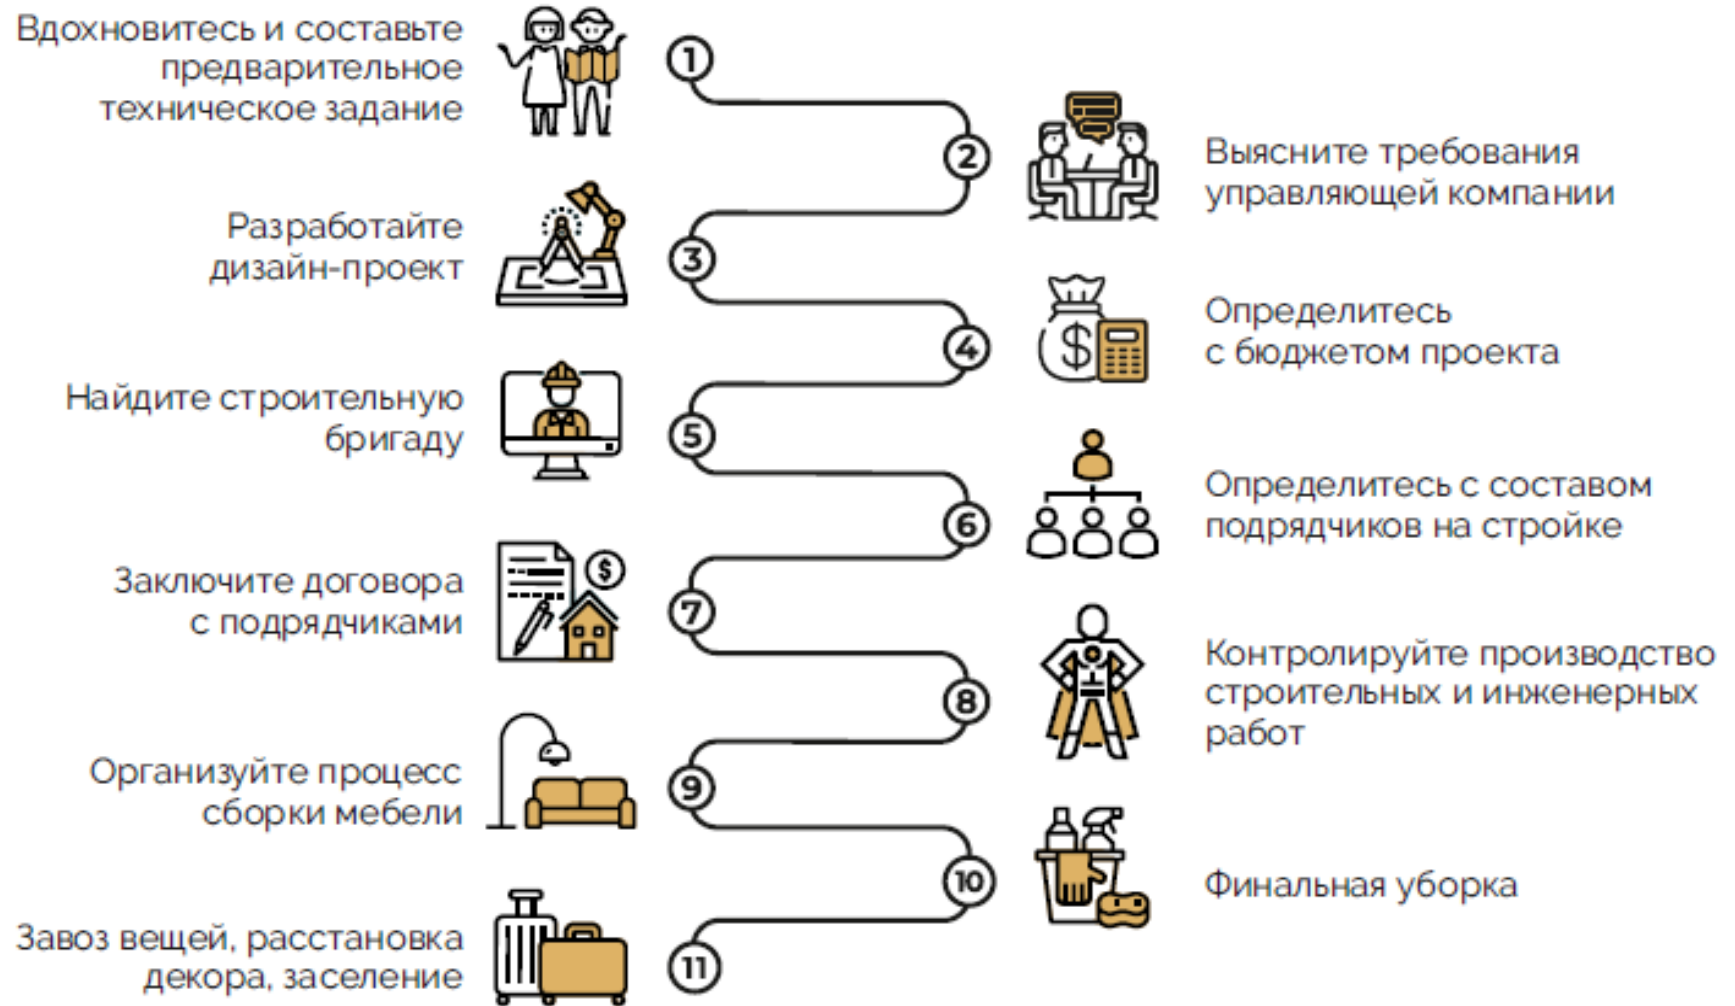 Вдохновитесь и составьте
предварительное
техническое задание
1
2
Выясните требования
управляющей компании
Разработайте
дизайн-проект
3
4
Определитесь
с бюджетом проекта
$
Найдите строительную
бригаду
5
6
Определитесь с составом
подрядчиков на стройке
Заключите договора
с подрядчиками
$
7
8
Контролируйте производство
строительных и инженерных
работ
Организуйте процесс
сборки мебели
9
10
Финальная уборка
Завоз вещей, расстановка
декора, заселение
11